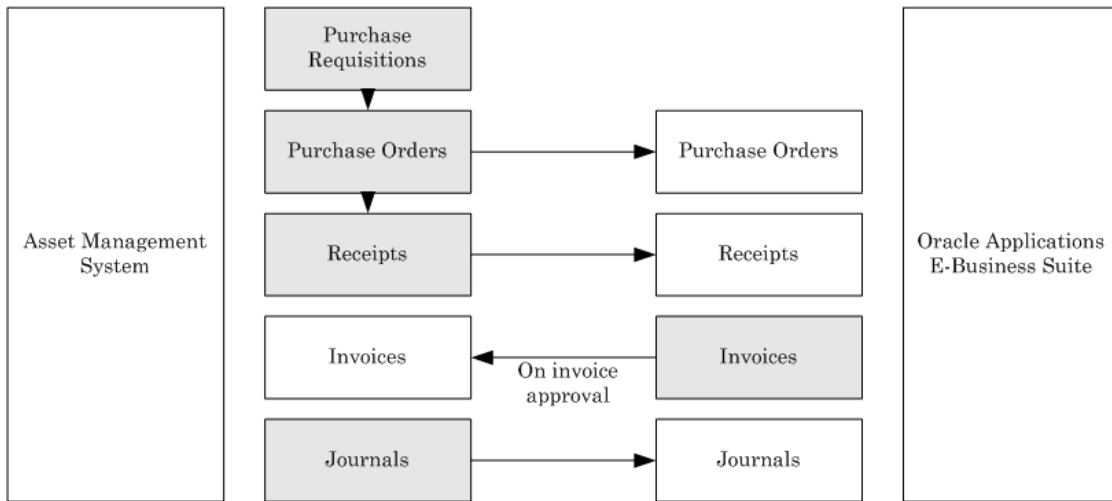 Purchase
Requisitions
Purchase Orders
Purchase Orders
Asset Management
System
Receipts
Receipts
Oracle Applications
E-Business Suite
Invoices
On invoice
approval
Invoices
Journals
Journals